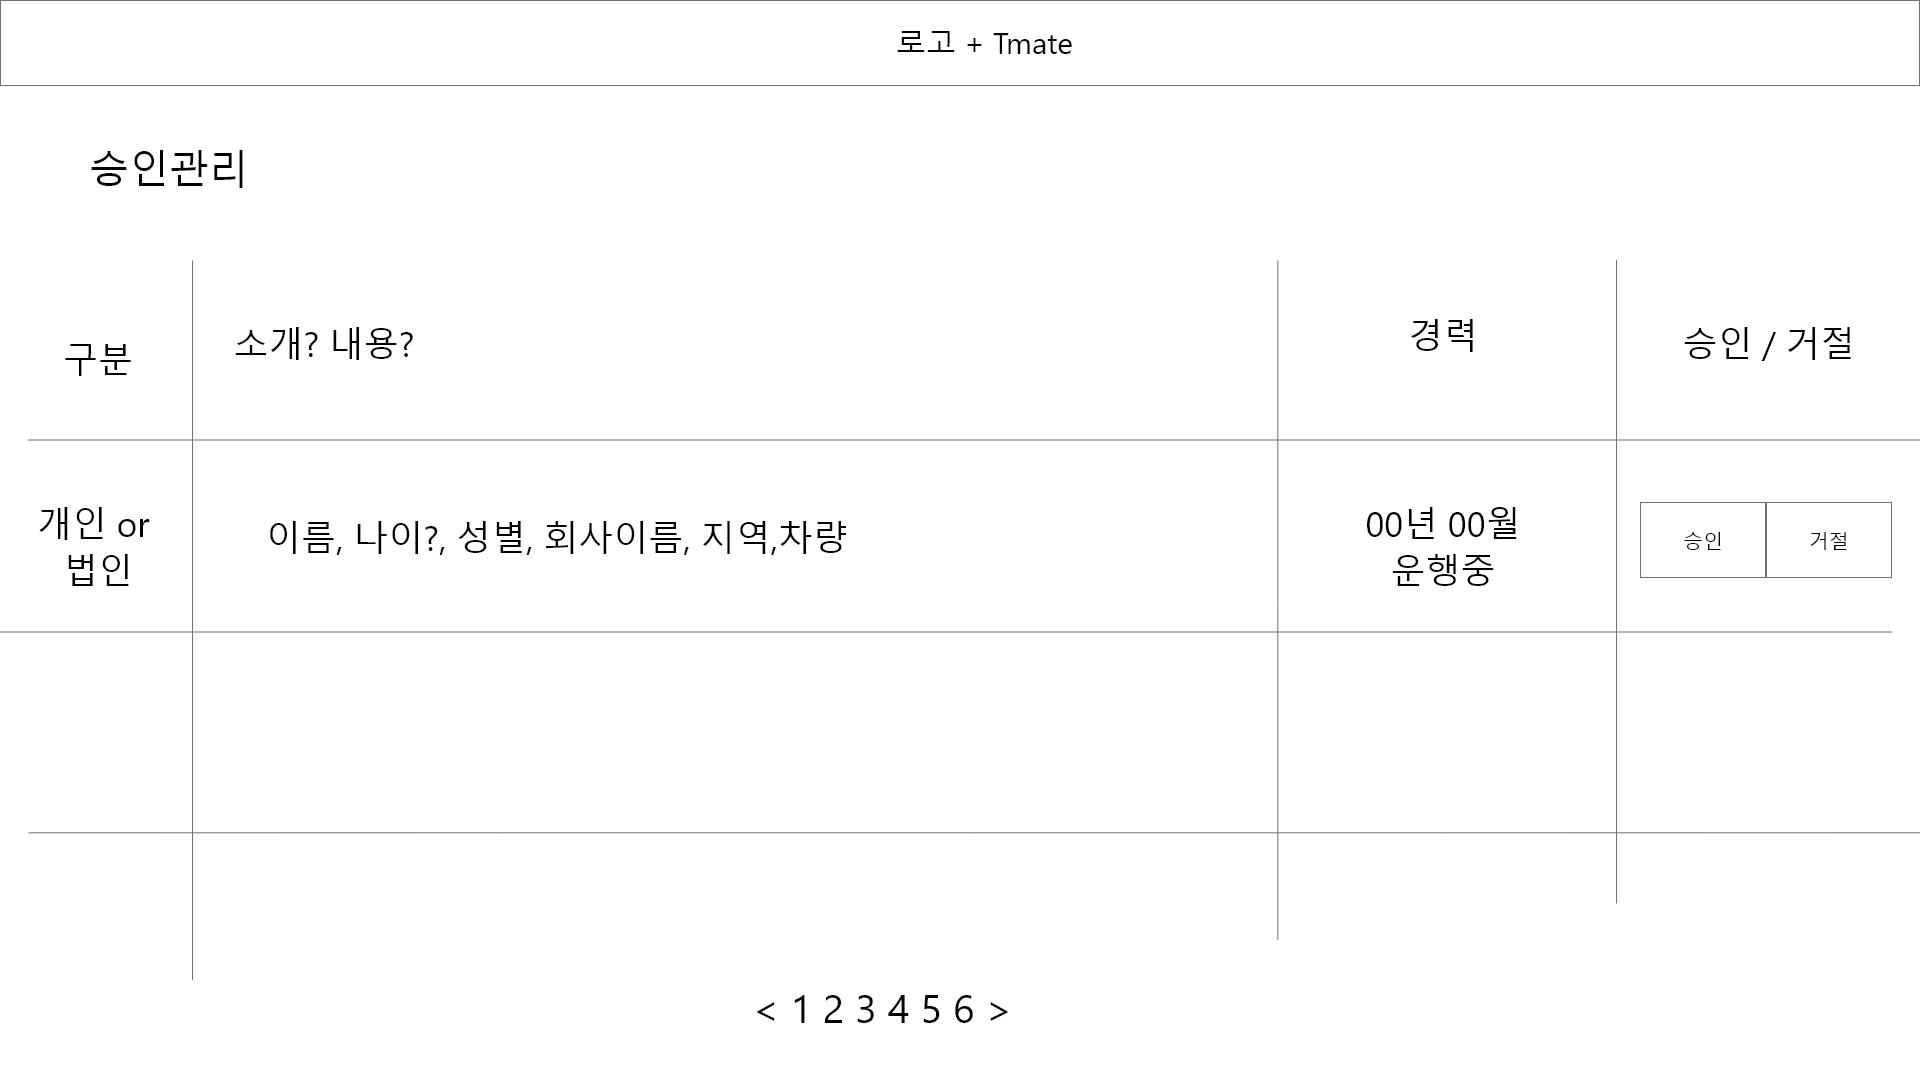 로고 + Tmate
승인관리
구분
소개? 내용?
경력
승인 / 거절
개인 or
법인
이름, 나이?, 성별, 회사이름, 지역,차량
00년 00월
운행중
승인
거절
< 1 2 3 4 5 6 >